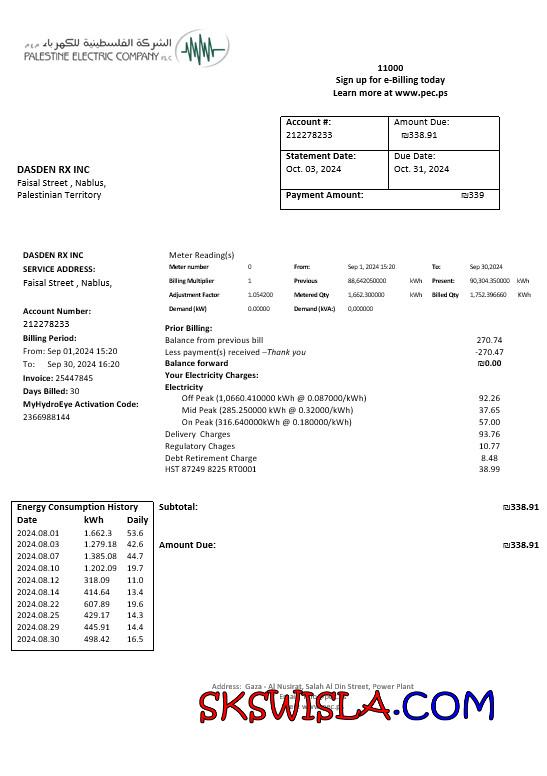 الشركة الفلسطينية للكهرباء م.ع.م
PALESTINE ELECTRIC COMPANY PLC
11000
Sign up for e-Billing today
Learn more at www.pec.ps
Account #: Amount Due:
212278233 ₪338.91
Statement Date: Due Date:
Oct. 03, 2024 Oct. 31, 2024
Payment Amount: ₪339
DASDEN RX INC
Faisal Street , Nablus,
Palestinian Territory
DASDEN RX INC
SERVICE ADDRESS:
Faisal Street , Nablus,
Account Number:
212278233
Billing Period:
From: Sep 01,2024 15:20
To: Sep 30, 2024 16:20
Invoice: 25447845
Days Billed: 30
MyHydroEye Activation Code:
2366988144
Meter Reading(s)
Meter number 0 From: Sep 1, 2024 15:20 To: Sep 30,2024
Billing Multiplier 1 Previous 88,642050000 kWh Present: 90,304.350000 kWh
Adjustment Factor 1.054200 Metered Qty 1,662.300000 kWh Billed Qty 1,752.396660 KWh
Demand (kW) 0.00000 Demand (kVA:) 0,000000
Prior Billing:
Balance from previous bill 270.74
Less payment(s) received –Thank you -270.47
Balance forward ₪0.00
Your Electricity Charges:
Electricity
Off Peak (1,0660.410000 kWh @ 0.087000/kWh) 92.26
Mid Peak (285.250000 kWh @ 0.32000/kWh) 37.65
On Peak (316.640000kWh @ 0.180000/kWh) 57.00
Delivery Charges 93.76
Regulatory Chages 10.77
Debt Retirement Charge 8.48
HST 87249 8225 RT0001 38.99
Energy Consumption History
Date kWh Daily
2024.08.01 1.662.3 53.6
2024.08.03 1.279.18 42.6
2024.08.07 1.385.08 44.7
2024.08.10 1.202.09 19.7
2024.08.12 318.09 11.0
2024.08.14 414.64 13.4
2024.08.22 607.89 19.6
2024.08.25 429.17 14.3
2024.08.29 445.91 14.4
2024.08.30 498.42 16.5
Subtotal: ₪338.91
Amount Due: ₪338.91
Address: Gaza - Al Nusirat, Salah Al Din Street, Power Plant
SKSWISLA.COM